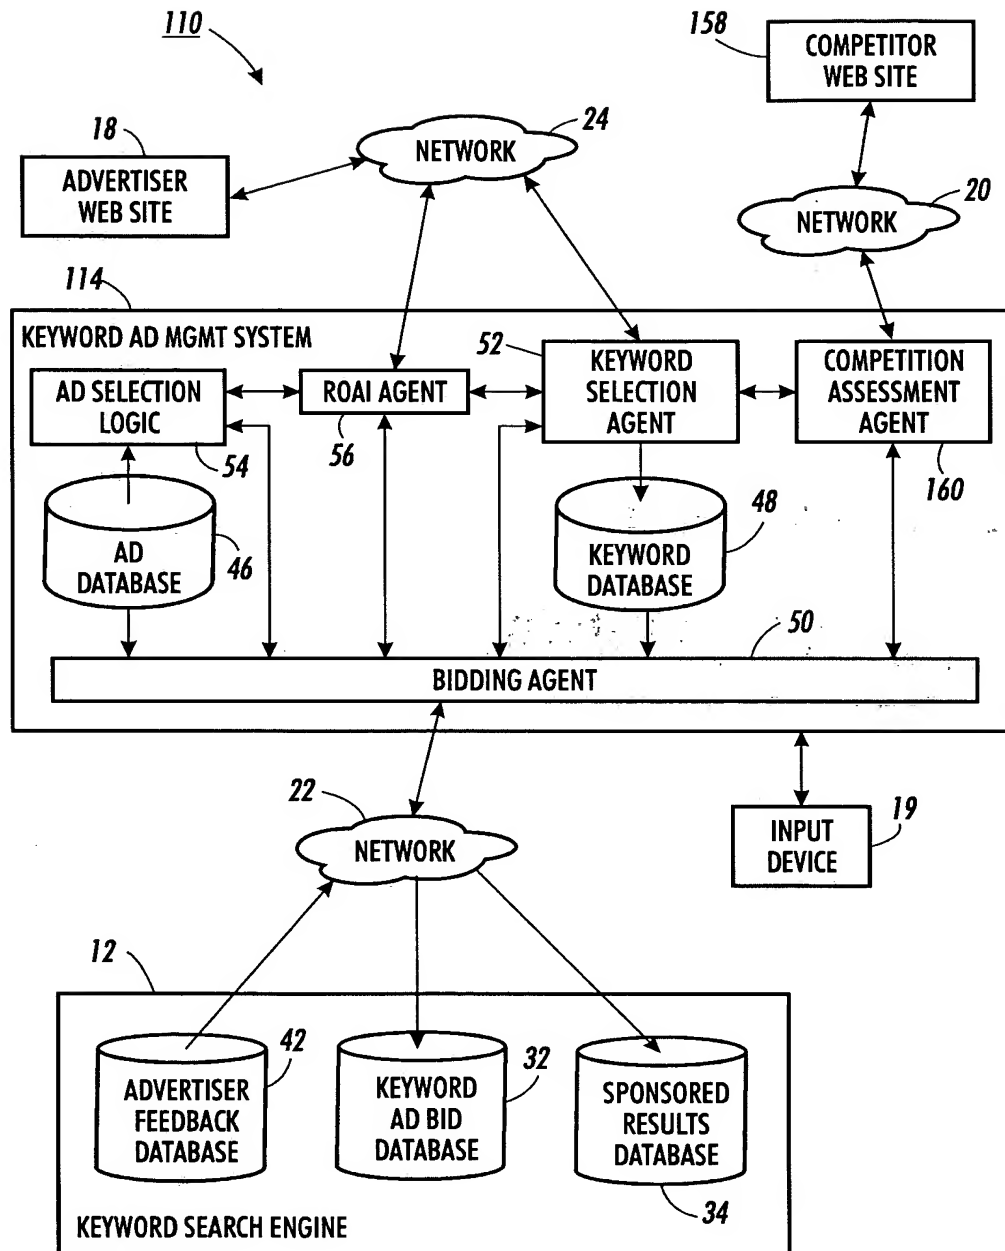 110
158
COMPETITOR
WEB SITE
18
ADVERTISER
WEB SITE
24
NETWORK
20
NETWORK
114
KEYWORD AD MGMT SYSTEM
AD SELECTION
LOGIC
54
ROAI AGENT
56
52
KEYWORD
SELECTION
AGENT
COMPETITION
ASSESSMENT
AGENT
160
AD
DATABASE
46
KEYWORD
DATABASE
48
50
BIDDING AGENT
22
NETWORK
19
INPUT
DEVICE
12
ADVERTISER
FEEDBACK
DATABASE
42
KEYWORD
AD BID
DATABASE
32
SPONSORED
RESULTS
DATABASE
34
KEYWORD SEARCH ENGINE